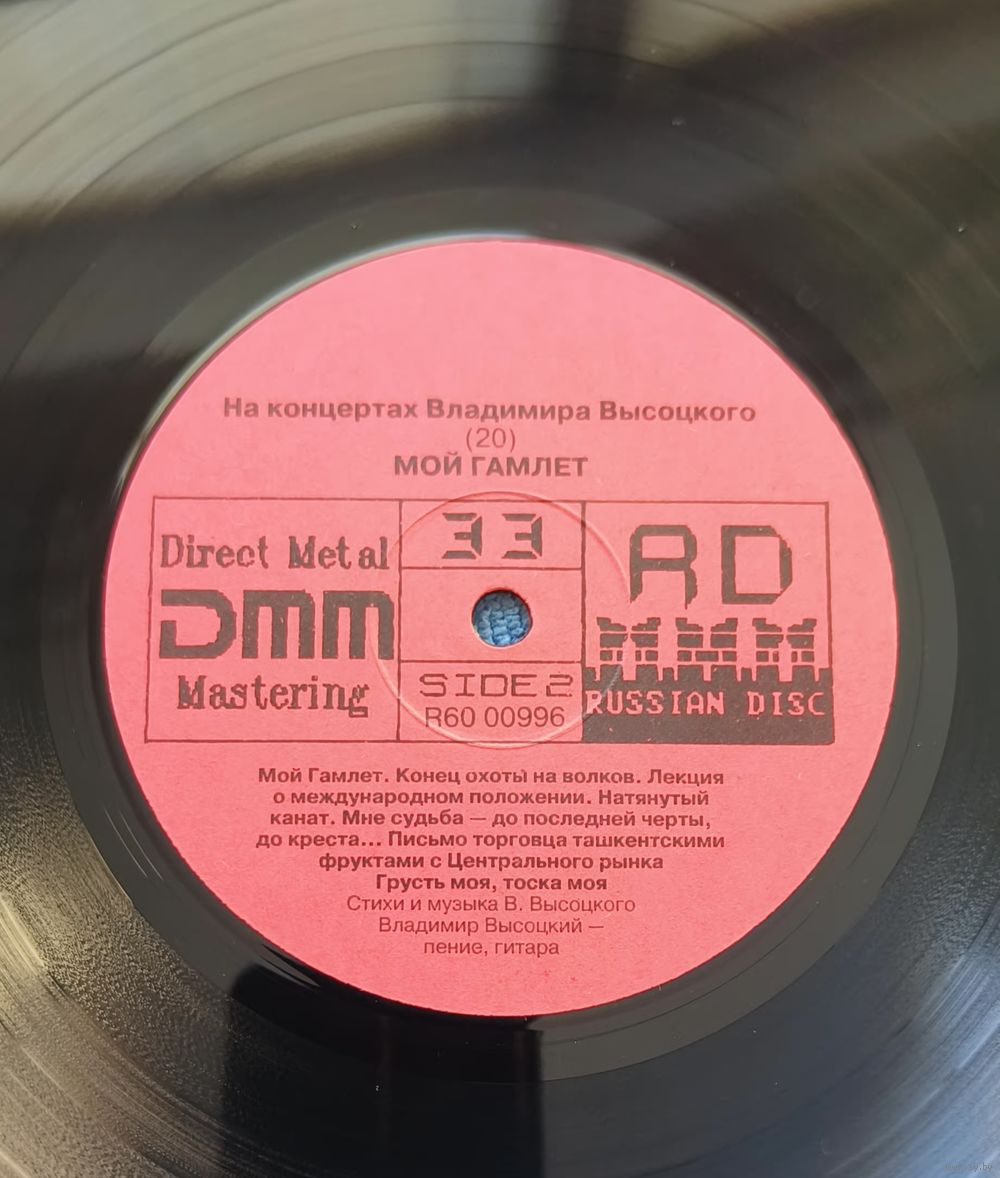 На концертах Владимира Высоцкого
(20)
МОЙ ГАМЛЕТ
Direct Metal
DMM
Mastering
33
SIDE 2
R60 00996
RD
RUSSIAN DISC
Мой Гамлет. Конец охоты на волков. Лекция
о международном положении. Натянутый
канат. Мне судьба — до последней черты,
до креста... Письмо торговца ташкентскими
фруктами с Центрального рынка
Грусть моя, тоска моя
Стихи и музыка В. Высоцкого
Владимир Высоцкий —
пение, гитара